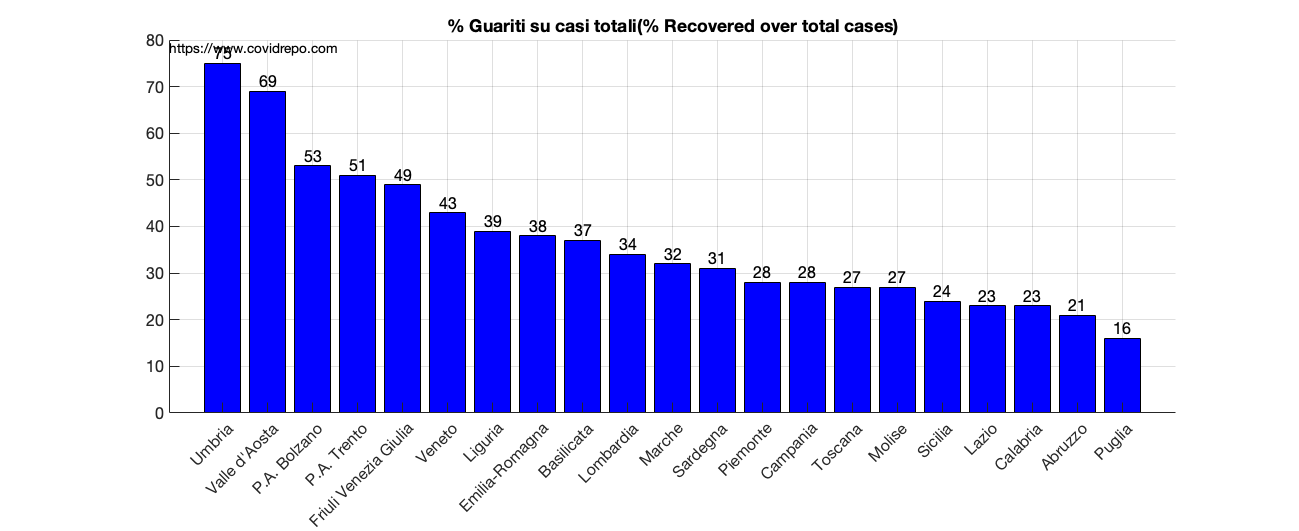 % Guariti su casi totali(% Recovered over total cases)
https://www.covidrepo.com
80
70
60
50
40
30
20
10
0
75
69
53
51
49
43
39
38
37
34
32
31
28
28
27
27
24
23
23
21
16
Umbria
Valle d'Aosta
P.A. Bolzano
P.A. Trento
Friuli Venezia Giulia
Veneto
Liguria
Emilia-Romagna
Basilicata
Lombardia
Marche
Sardegna
Piemonte
Campania
Toscana
Molise
Sicilia
Lazio
Calabria
Abruzzo
Puglia